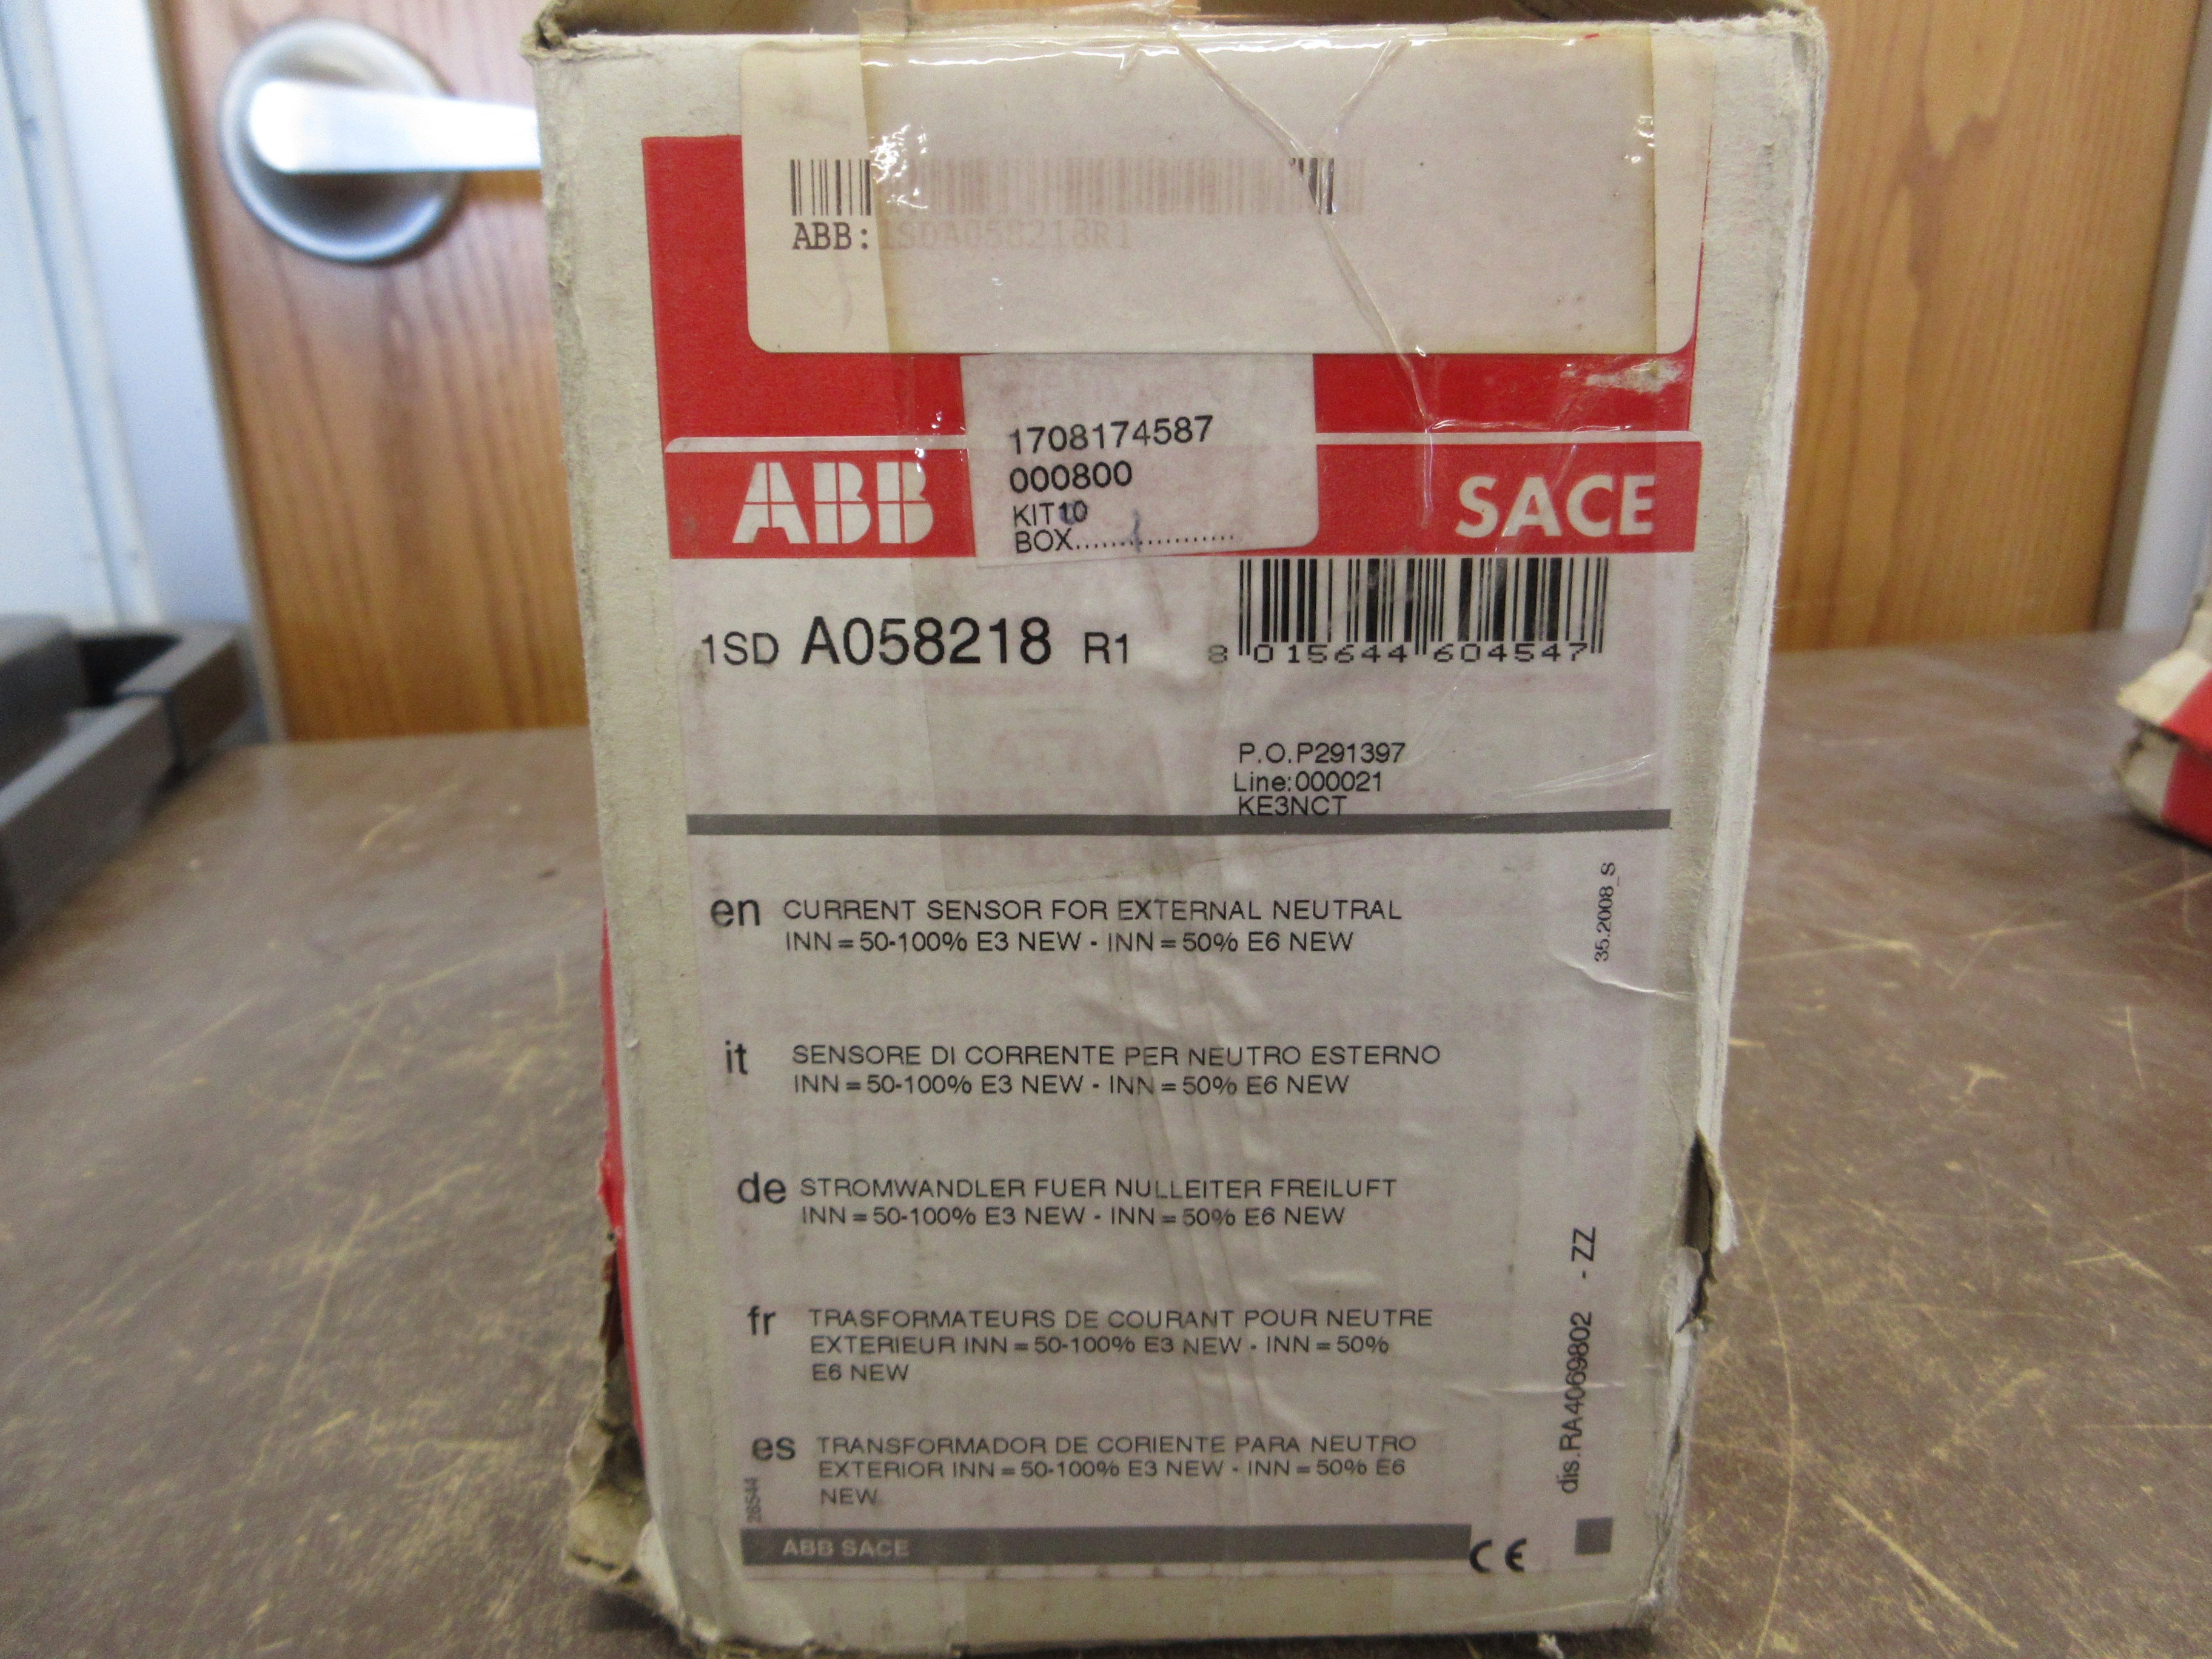 ABB:1SDA058218R1
1708174587
000800
KIT10
BOX..................
ABB
SACE
1SD A058218 R1
8 015644 604547
P.O.P291397
Line:000021
KE3NCT
35.2008_S
en CURRENT SENSOR FOR EXTERNAL NEUTRAL
INN=50-100% E3 NEW - INN=50% E6 NEW
it SENSORE DI CORRENTE PER NEUTRO ESTERNO
INN=50-100% E3 NEW - INN=50% E6 NEW
de STROMWANDLER FUER NULLEITER FREILUFT
INN=50-100% E3 NEW - INN=50% E6 NEW
fr TRASFORMATEURS DE COURANT POUR NEUTRE
EXTERIEUR INN=50-100% E3 NEW - INN=50%
E6 NEW
es TRANSFORMADOR DE CORIENTE PARA NEUTRO
EXTERIOR INN=50-100% E3 NEW - INN=50% E6
NEW
dis.RA4069802 - ZZ
26544
ABB SACE
CE